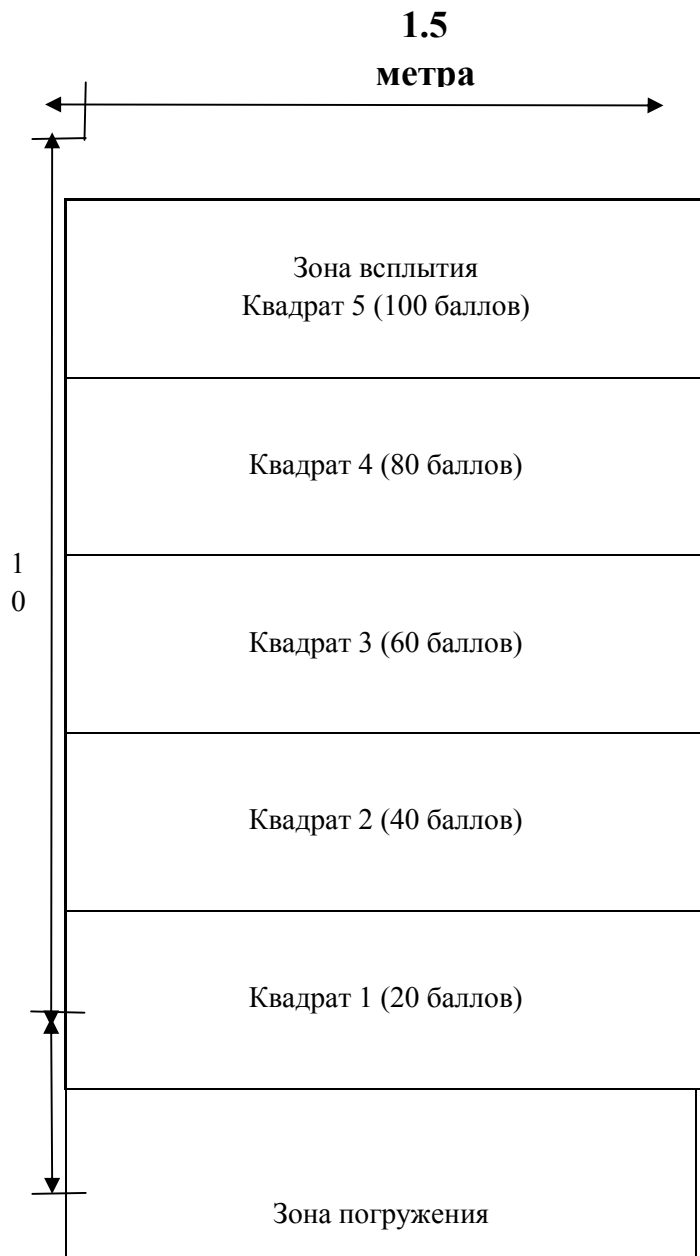 1.5
метра
Зона всплытия
Квадрат 5 (100 баллов)
Квадрат 4 (80 баллов)
1
0
Квадрат 3 (60 баллов)
Квадрат 2 (40 баллов)
Квадрат 1 (20 баллов)
Зона погружения